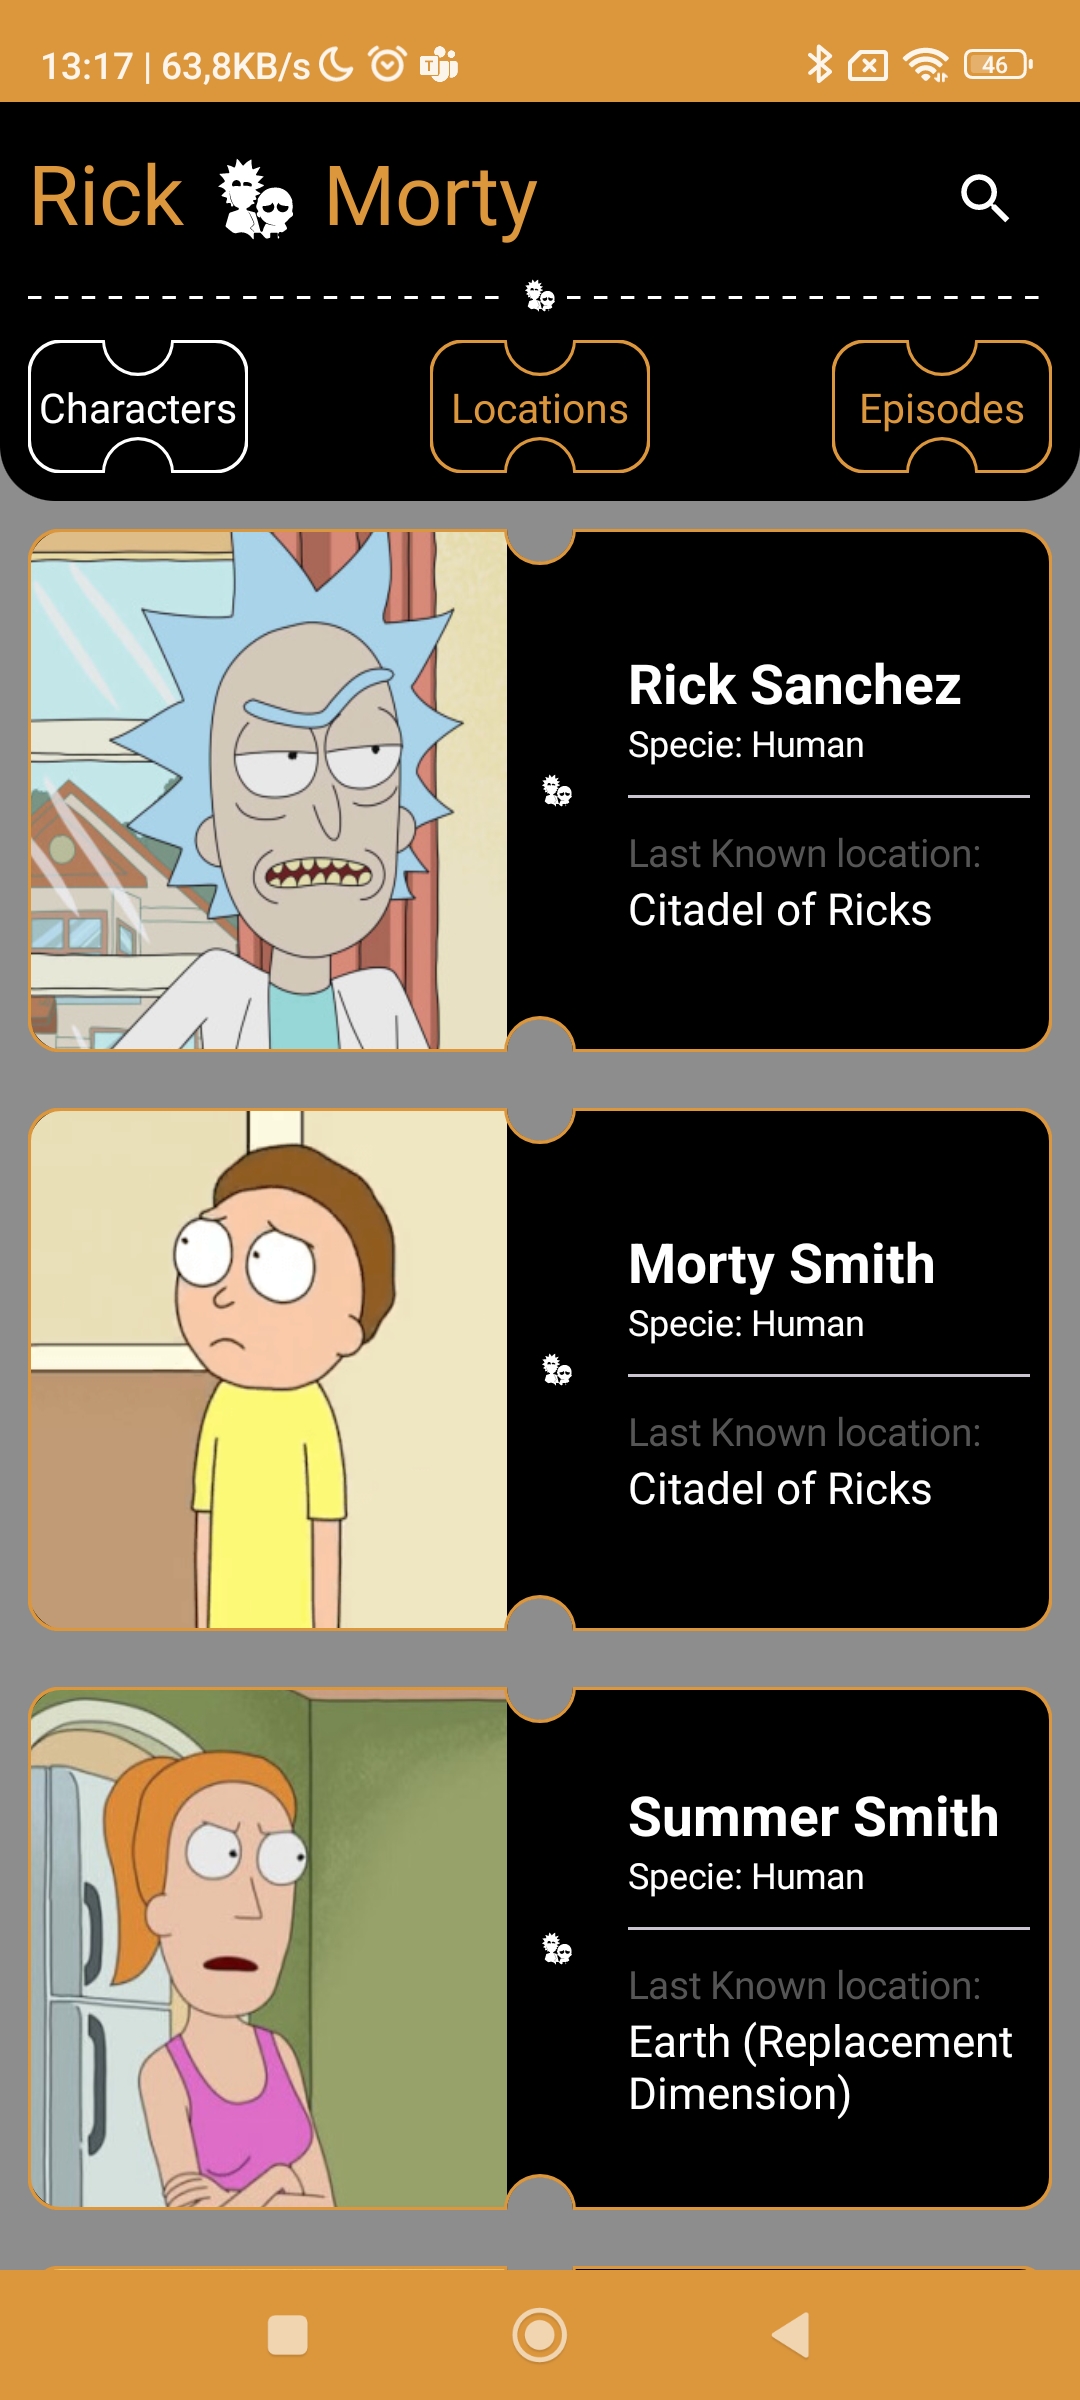 13:17 | 63,8KB/s
46
Rick Morty
Characters
Locations
Episodes
Rick Sanchez
Specie: Human
Last Known location:
Citadel of Ricks
Morty Smith
Specie: Human
Last Known location:
Citadel of Ricks
Summer Smith
Specie: Human
Last Known location:
Earth (Replacement
Dimension)